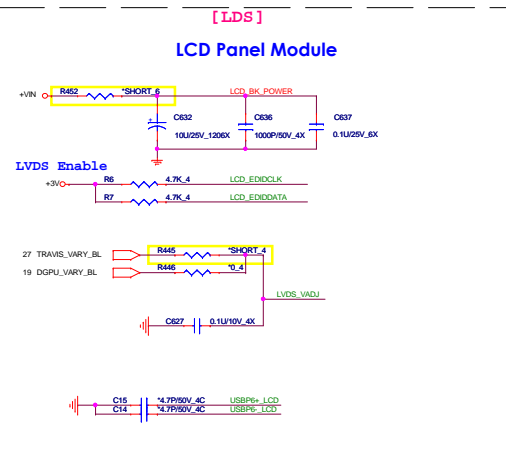 [LDS]
LCD Panel Module
+VIN R452 *SHORT_6 LCD_BK_POWER
+
C632 C636 C637
10U/25V_1206X 1000P/50V_4X 0.1U/25V_6X
LVDS Enable
+3V R6 4.7K_4 LCD_EDIDCLK
R7 4.7K_4 LCD_EDIDDATA
27 TRAVIS_VARY_BL R445 *SHORT_4
19 DGPU_VARY_BL R446 *0_4
LVDS_VADJ
C627 0.1U/10V_4X
C15 *4.7P/50V_4C USBP6+_LCD
C14 *4.7P/50V_4C USBP6-_LCD